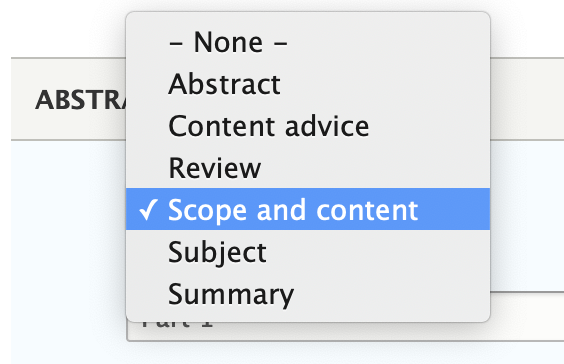 – None –
Abstract
ABSTRA
Content advice
Review
✓ Scope and content
Subject
Summary